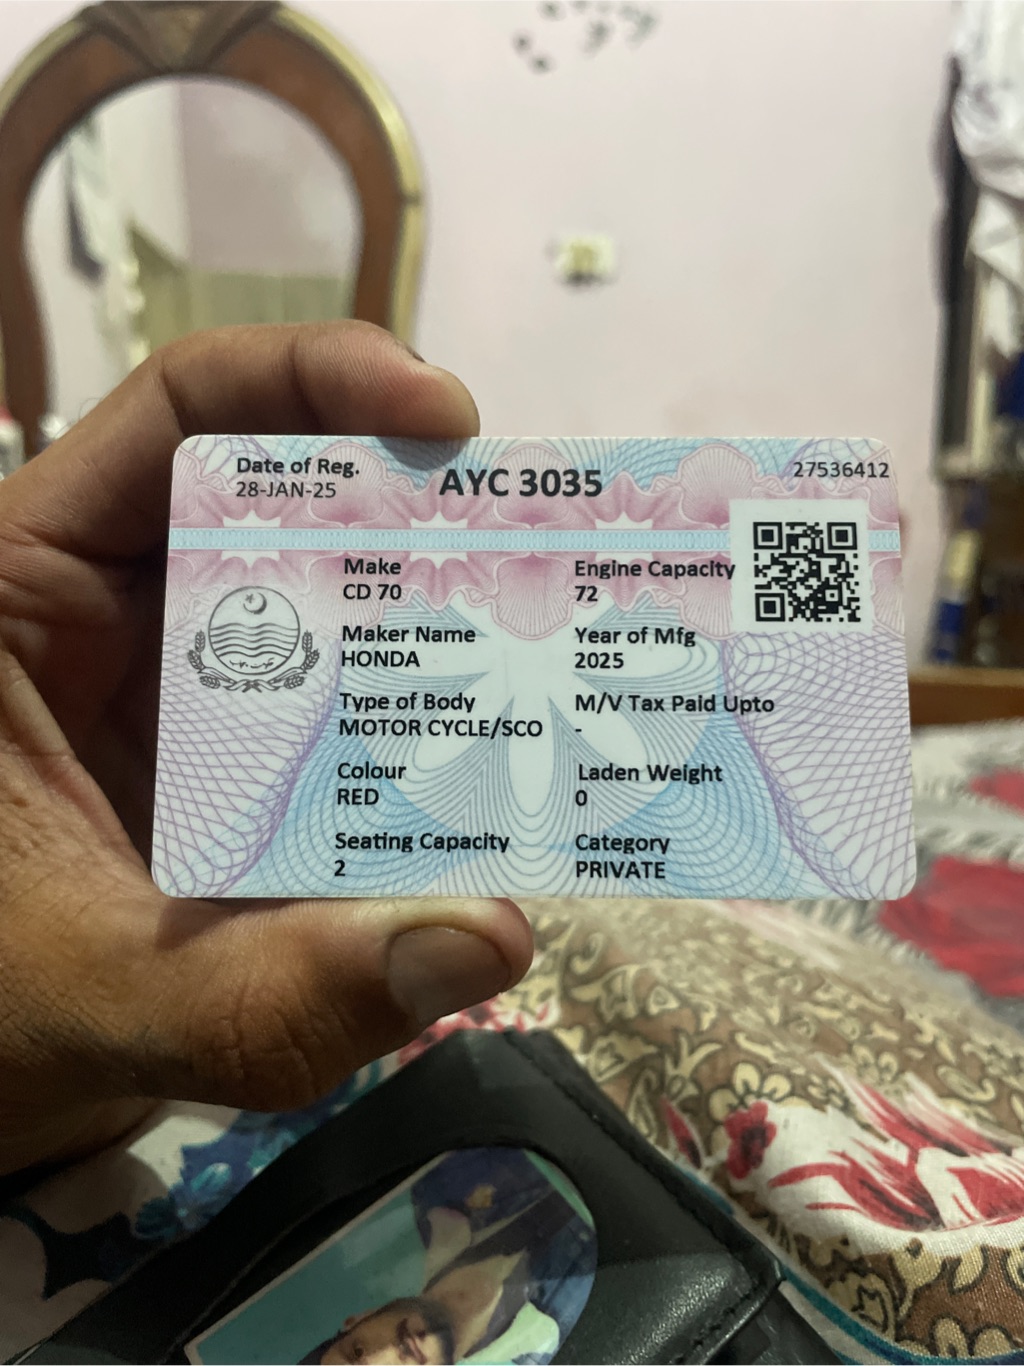 Date of Reg.
28-JAN-25
AYC 3035
27536412
Make
CD 70
Engine Capacity
72
Maker Name
HONDA
Year of Mfg
2025
Type of Body
MOTOR CYCLE/SCO
M/V Tax Paid Upto
-
Colour
RED
Laden Weight
0
Seating Capacity
2
Category
PRIVATE